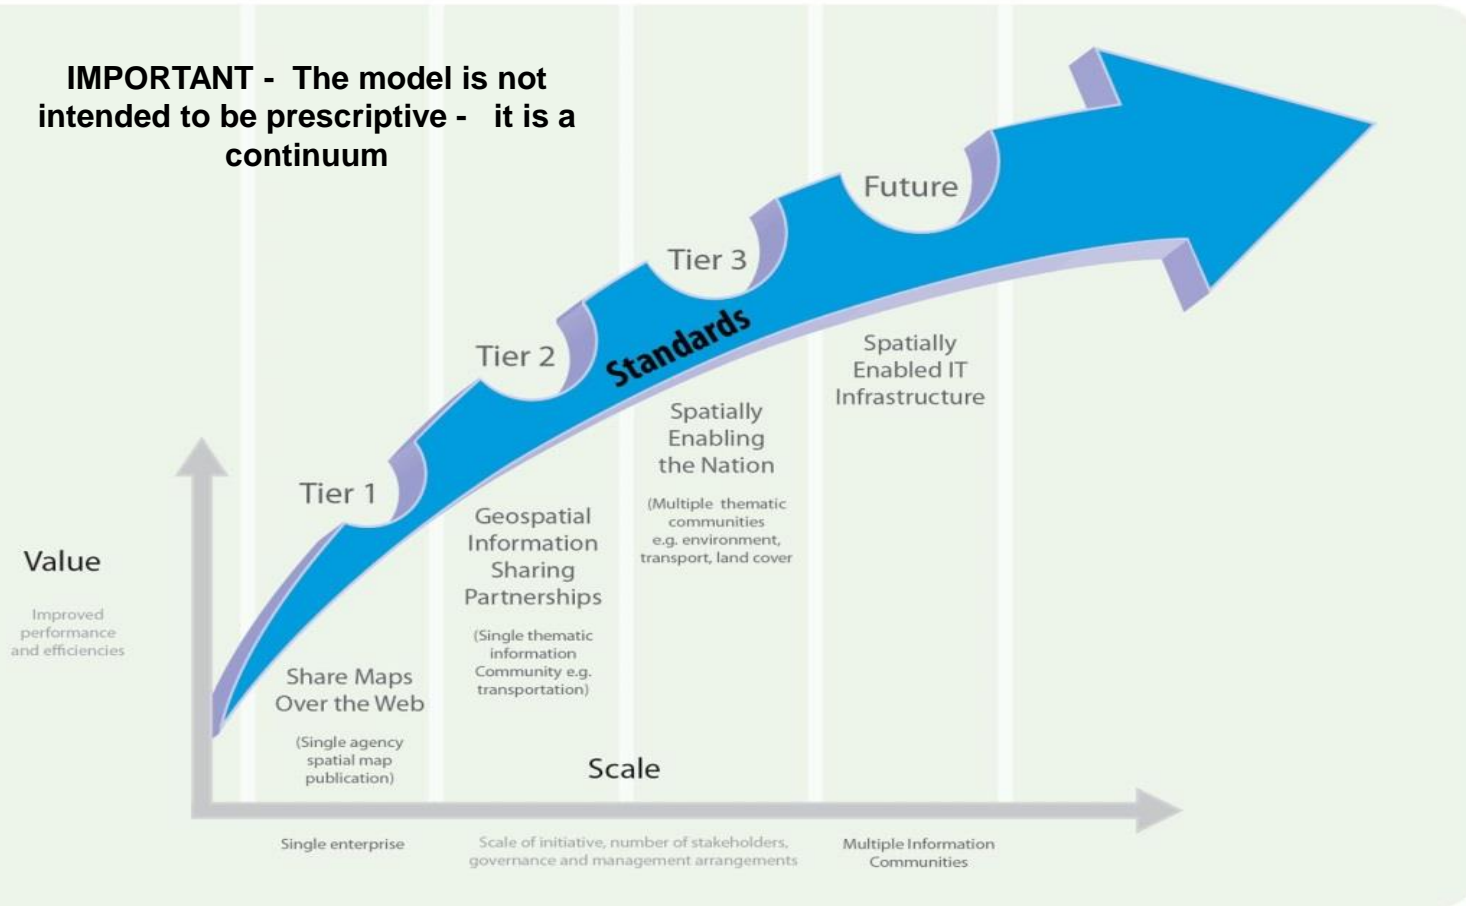 IMPORTANT - The model is not
intended to be prescriptive - it is a
continuum
Future
Tier 3
Tier 2
Tier 1
Standards
Spatially
Enabled IT
Infrastructure
Spatially
Enabling
the Nation
(Multiple thematic
communities
e.g. environment,
transport, land cover
Geospatial
Information
Sharing
Partnerships
(Single thematic
information
Community e.g.
transportation)
Share Maps
Over the Web
(Single agency
spatial map
publication)
Value
Improved
performance
and efficiencies
Scale
Single enterprise
Scale of initiative, number of stakeholders,
governance and management arrangements
Multiple Information
Communities